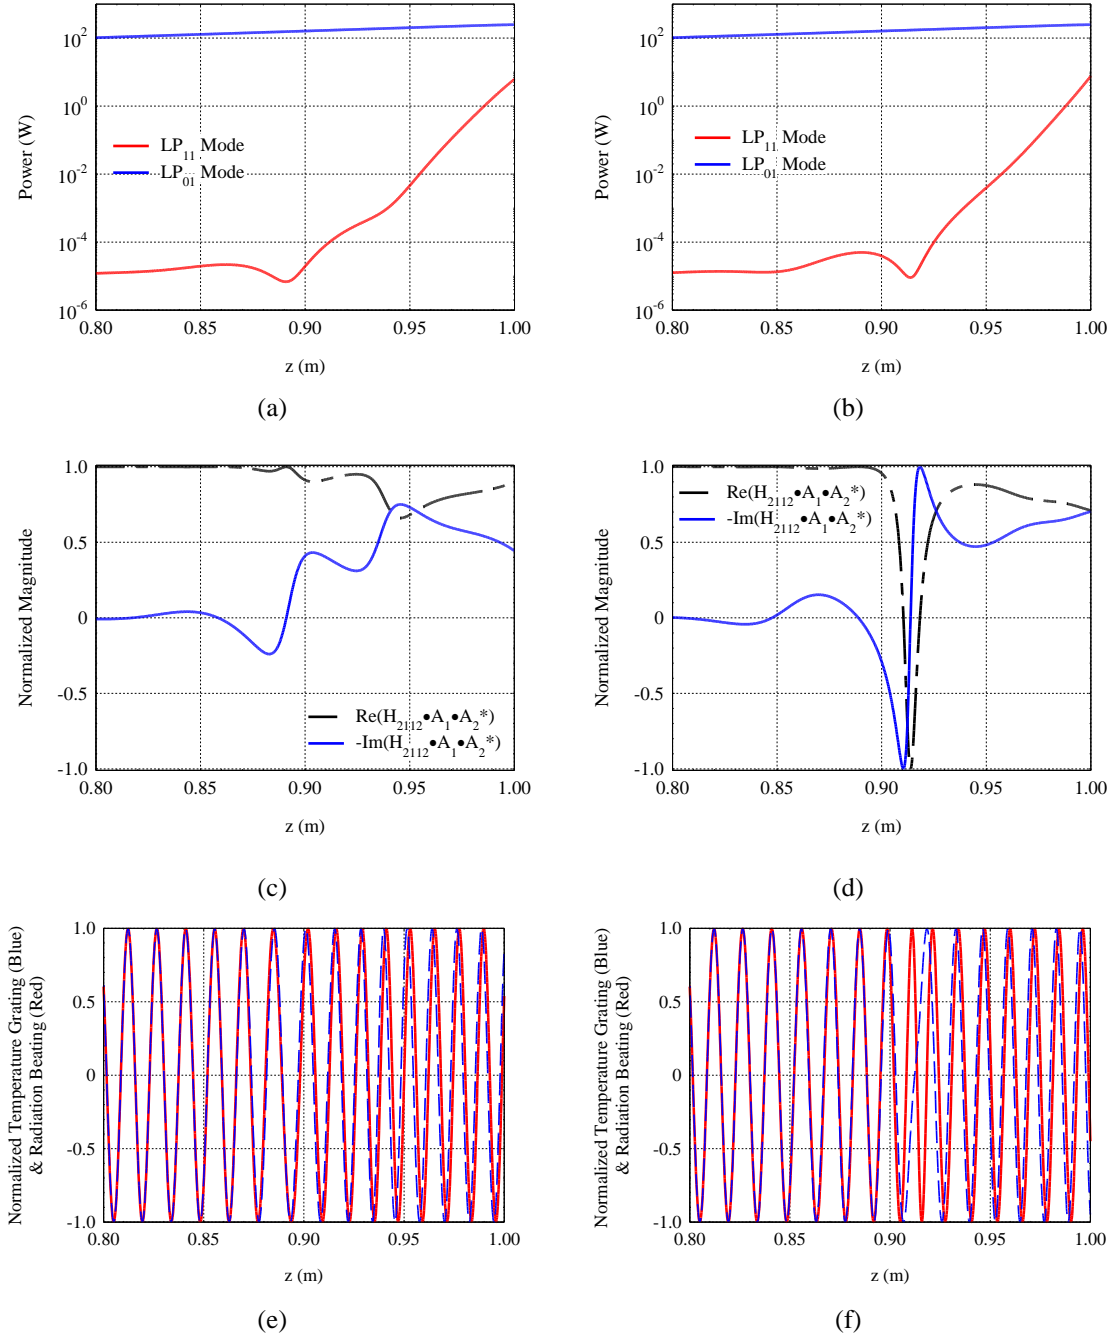 10²
10⁰
10⁻²
10⁻⁴
10⁻⁶
Power (W)
LP₁₁ Mode
LP₀₁ Mode
0.80 0.85 0.90 0.95 1.00
z (m)
(a)
10²
10⁰
10⁻²
10⁻⁴
10⁻⁶
Power (W)
LP₁₁ Mode
LP₀₁ Mode
0.80 0.85 0.90 0.95 1.00
z (m)
(b)
1.0
0.5
0
-0.5
-1.0
Normalized Magnitude
Re(H₂₁₁₂•A₁•A₂*)
-Im(H₂₁₁₂•A₁•A₂*)
0.80 0.85 0.90 0.95 1.00
z (m)
(c)
1.0
0.5
0
-0.5
-1.0
Normalized Magnitude
Re(H₂₁₁₂•A₁•A₂*)
-Im(H₂₁₁₂•A₁•A₂*)
0.80 0.85 0.90 0.95 1.00
z (m)
(d)
1.0
0.5
0
-0.5
-1.0
Normalized Temperature Grating (Blue)
& Radiation Beating (Red)
0.80 0.85 0.90 0.95 1.00
z (m)
(e)
1.0
0.5
0
-0.5
-1.0
Normalized Temperature Grating (Blue)
& Radiation Beating (Red)
0.80 0.85 0.90 0.95 1.00
z (m)
(f)